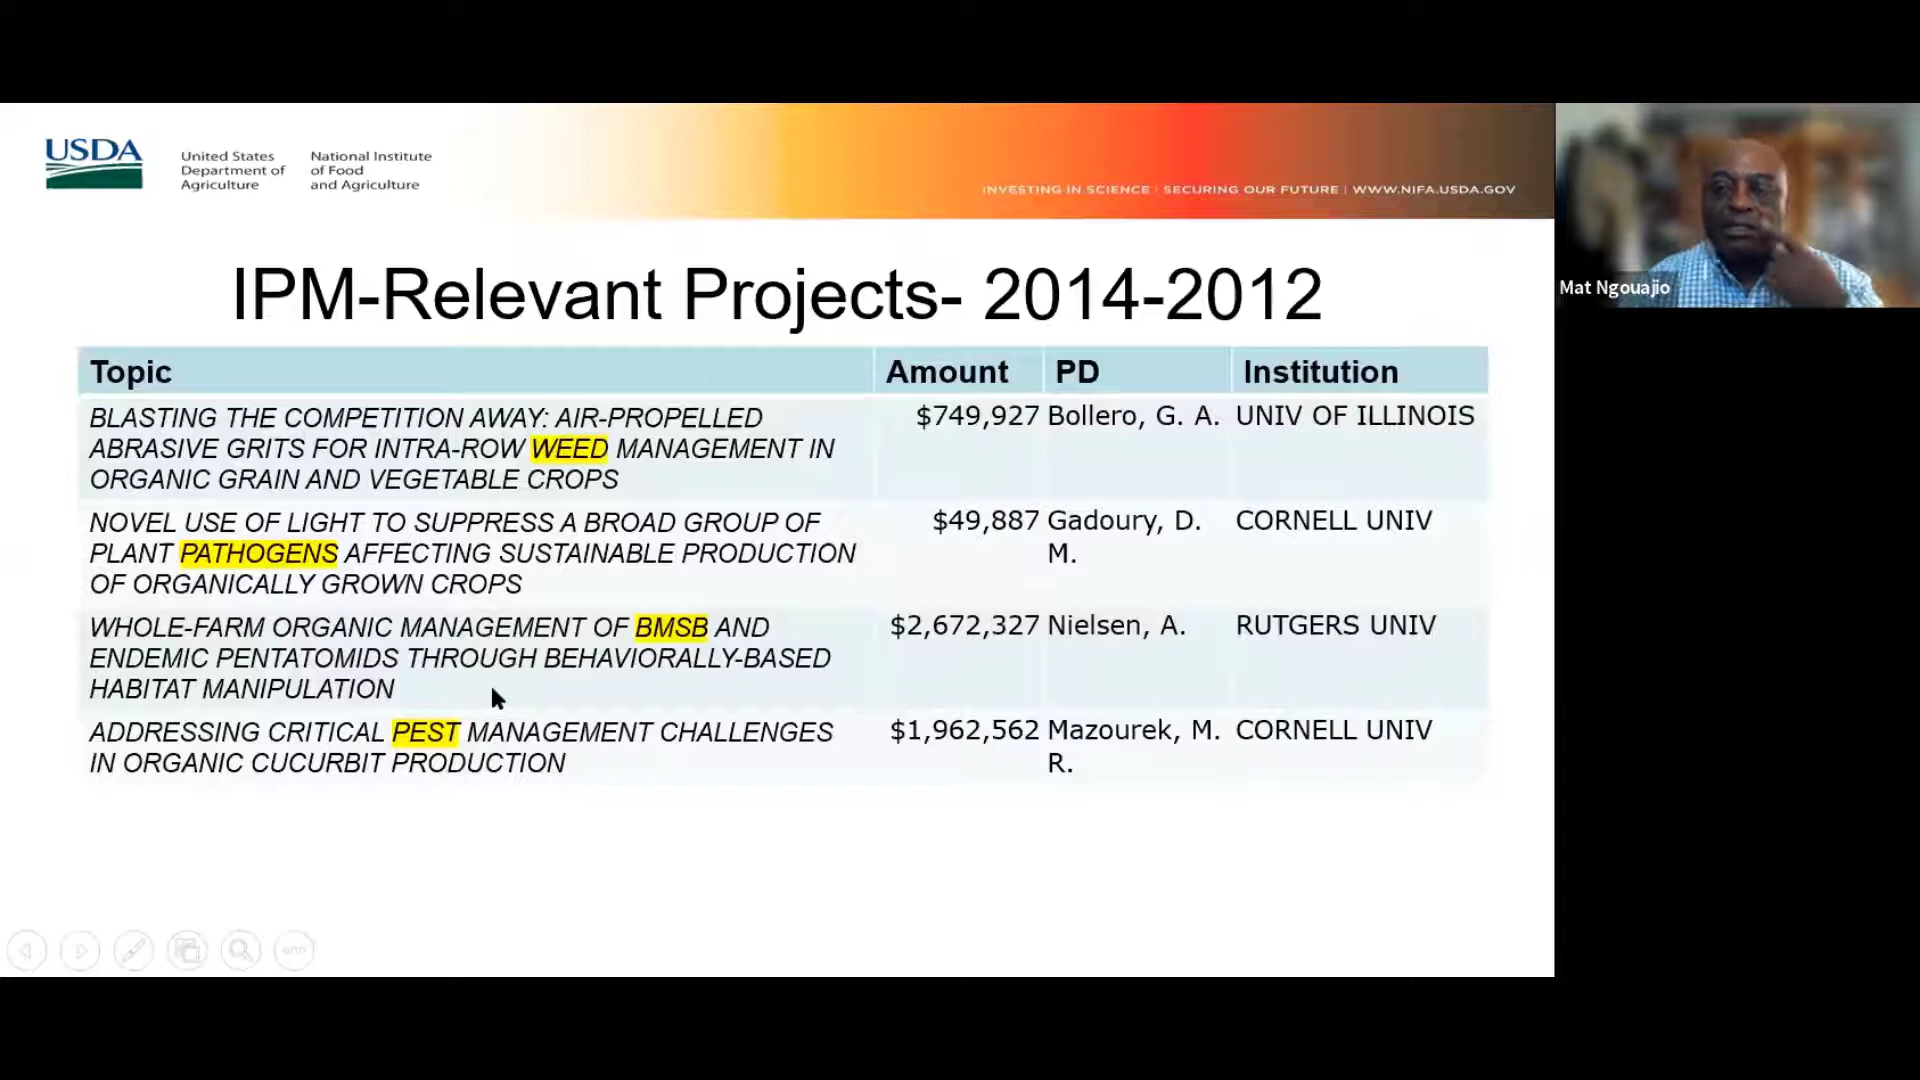 USDA
United States
Department of
Agriculture
National Institute
of Food
and Agriculture
INVESTING IN SCIENCE | SECURING OUR FUTURE | WWW.NIFA.USDA.GOV
Mat Ngouajio
IPM-Relevant Projects- 2014-2012
Topic Amount PD Institution
BLASTING THE COMPETITION AWAY: AIR-PROPELLED
ABRASIVE GRITS FOR INTRA-ROW WEED MANAGEMENT IN
ORGANIC GRAIN AND VEGETABLE CROPS
$749,927 Bollero, G. A. UNIV OF ILLINOIS
NOVEL USE OF LIGHT TO SUPPRESS A BROAD GROUP OF
PLANT PATHOGENS AFFECTING SUSTAINABLE PRODUCTION
OF ORGANICALLY GROWN CROPS
$49,887 Gadoury, D. CORNELL UNIV
M.
WHOLE-FARM ORGANIC MANAGEMENT OF BMSB AND
ENDEMIC PENTATOMIDS THROUGH BEHAVIORALLY-BASED
HABITAT MANIPULATION
$2,672,327 Nielsen, A. RUTGERS UNIV
ADDRESSING CRITICAL PEST MANAGEMENT CHALLENGES
IN ORGANIC CUCURBIT PRODUCTION
$1,962,562 Mazourek, M. CORNELL UNIV
R.